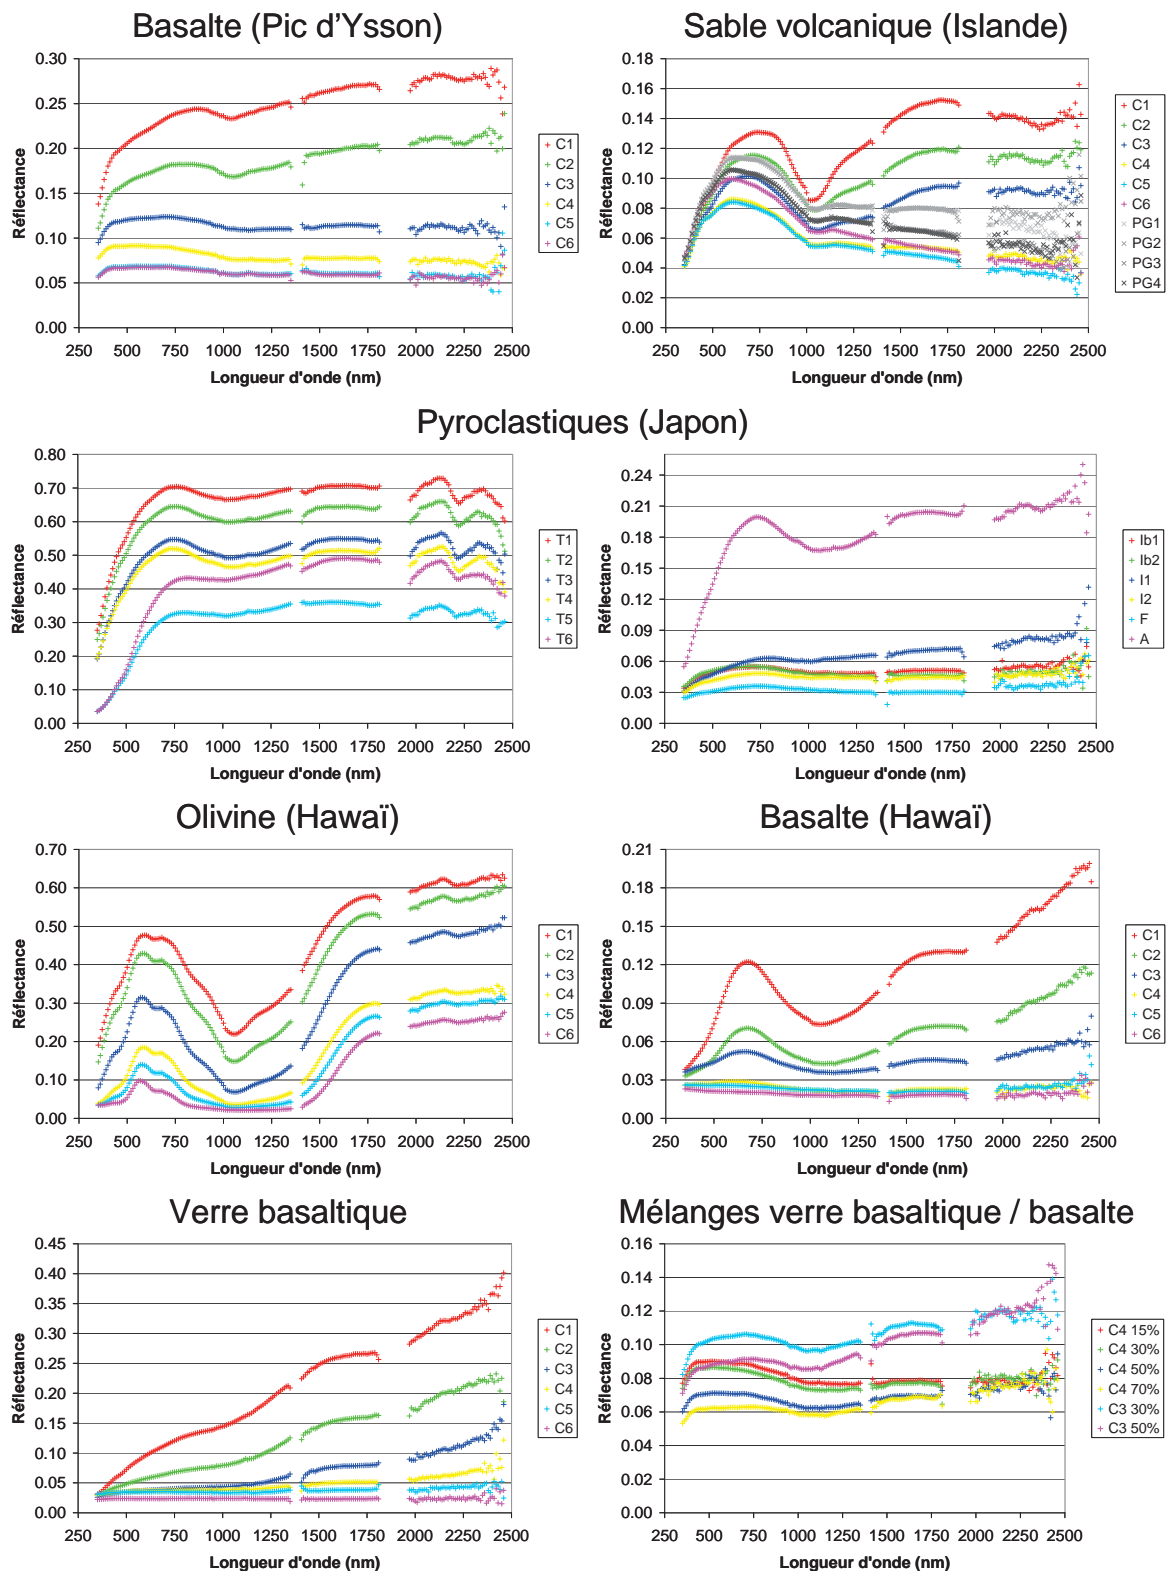 Basalte (Pic d'Ysson)
Sable volcanique (Islande)
0.30
0.25
0.20
0.15
0.10
0.05
0.00
Réflectance
250 500 750 1000 1250 1500 1750 2000 2250 2500
Longueur d'onde (nm)
C1
C2
C3
C4
C5
C6
0.18
0.16
0.14
0.12
0.10
0.08
0.06
0.04
0.02
0.00
Réflectance
250 500 750 1000 1250 1500 1750 2000 2250 2500
Longueur d'onde (nm)
C1
C2
C3
C4
C5
C6
PG1
PG2
PG3
PG4
Pyroclastiques (Japon)
0.80
0.70
0.60
0.50
0.40
0.30
0.20
0.10
0.00
Réflectance
250 500 750 1000 1250 1500 1750 2000 2250 2500
Longueur d'onde (nm)
T1
T2
T3
T4
T5
T6
0.24
0.21
0.18
0.15
0.12
0.09
0.06
0.03
0.00
Réflectance
250 500 750 1000 1250 1500 1750 2000 2250 2500
Longueur d'onde (nm)
Ib1
Ib2
I1
I2
F
A
Olivine (Hawaï)
Basalte (Hawaï)
0.70
0.60
0.50
0.40
0.30
0.20
0.10
0.00
Réflectance
250 500 750 1000 1250 1500 1750 2000 2250 2500
Longueur d'onde (nm)
C1
C2
C3
C4
C5
C6
0.21
0.18
0.15
0.12
0.09
0.06
0.03
0.00
Réflectance
250 500 750 1000 1250 1500 1750 2000 2250 2500
Longueur d'onde (nm)
C1
C2
C3
C4
C5
C6
Verre basaltique
Mélanges verre basaltique / basalte
0.45
0.40
0.35
0.30
0.25
0.20
0.15
0.10
0.05
0.00
Réflectance
250 500 750 1000 1250 1500 1750 2000 2250 2500
Longueur d'onde (nm)
C1
C2
C3
C4
C5
C6
0.16
0.14
0.12
0.10
0.08
0.06
0.04
0.02
0.00
Réflectance
250 500 750 1000 1250 1500 1750 2000 2250 2500
Longueur d'onde (nm)
C4 15%
C4 30%
C4 50%
C4 70%
C3 30%
C3 50%